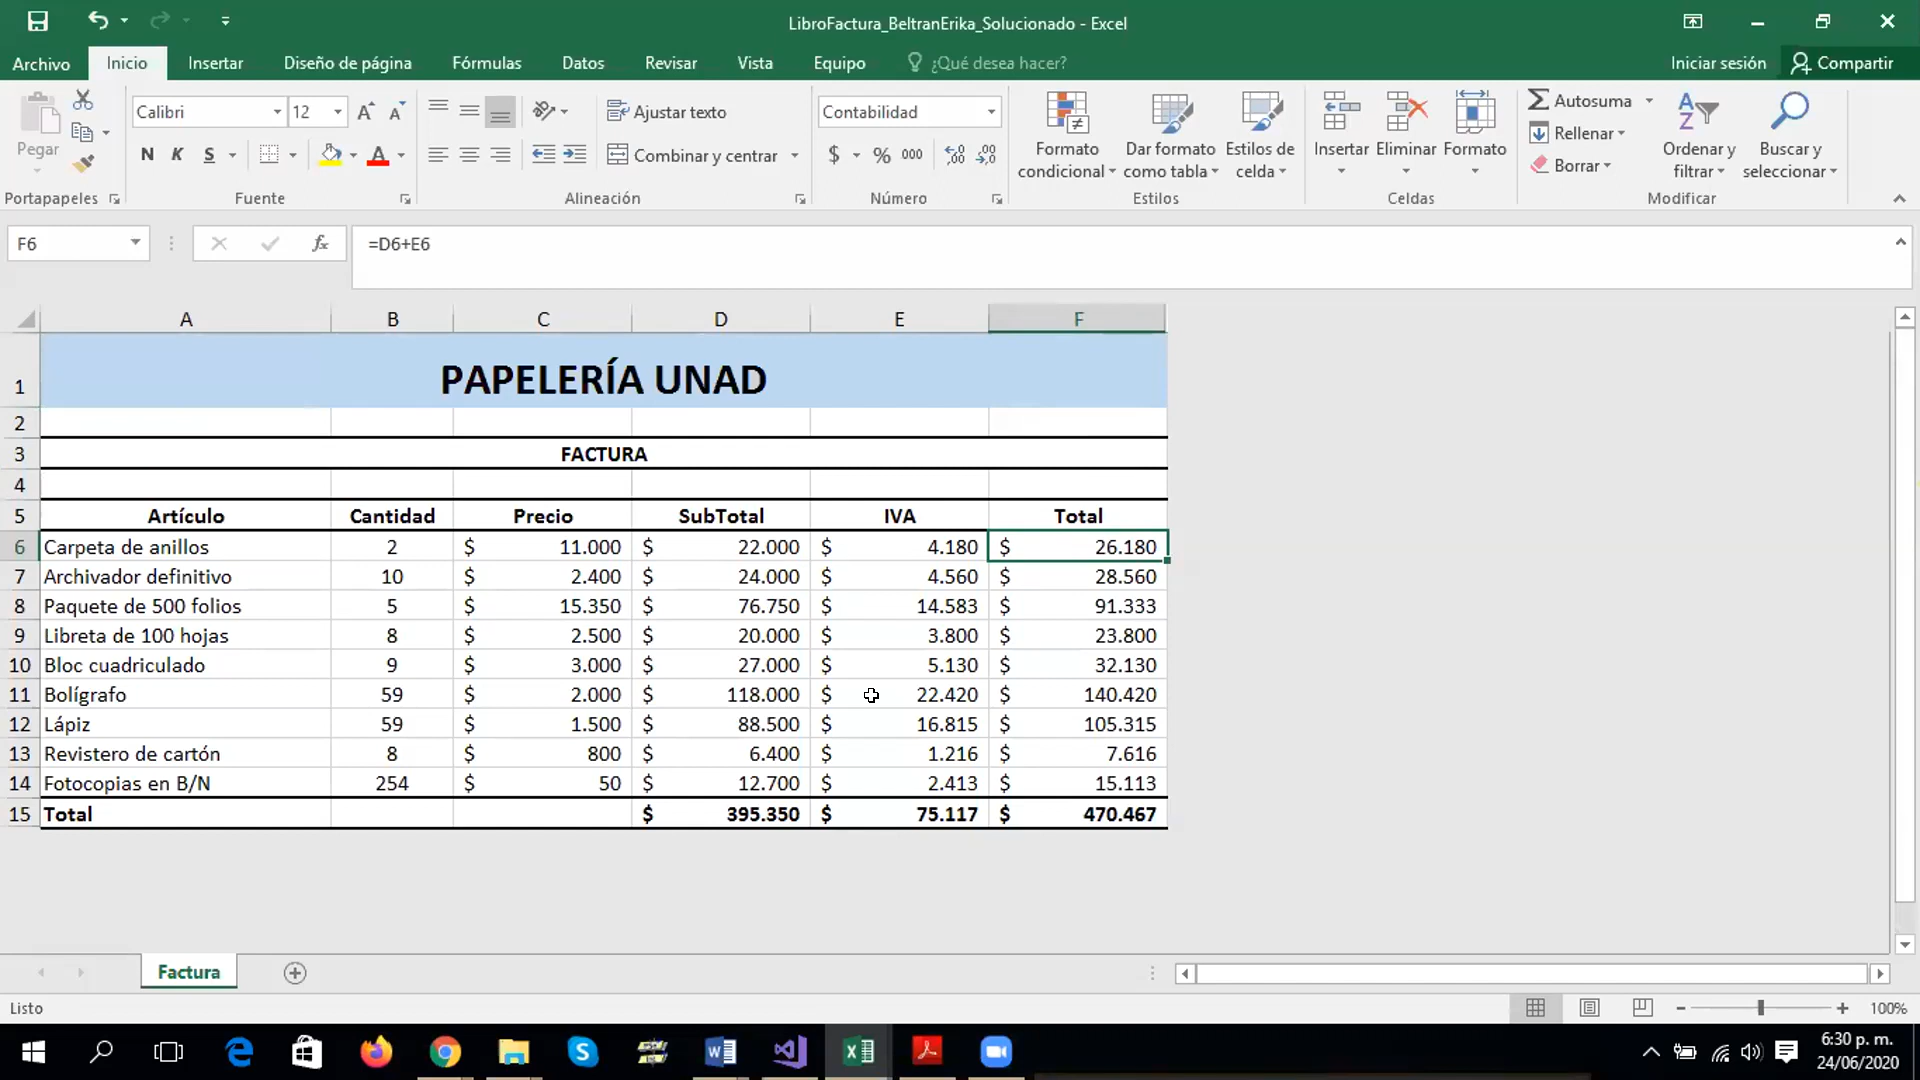 LibroFactura_BeltranErika_Solucionado - Excel
Archivo Inicio Insertar Diseño de página Fórmulas Datos Revisar Vista Equipo ¿Qué desea hacer? Iniciar sesión Compartir
Pegar
Portapapeles
Calibri 12
N K S
Fuente
Ajustar texto
Combinar y centrar
Alineación
Contabilidad
$ % 000
Número
Formato condicional
Dar formato como tabla
Estilos de celda
Estilos
Insertar Eliminar Formato
Celdas
Autosuma
Rellenar
Borrar
Ordenar y filtrar
Buscar y seleccionar
Modificar
F6 fx =D6+E6
A B C D E F
1 PAPELERÍA UNAD
2
3 FACTURA
4
5 Artículo Cantidad Precio SubTotal IVA Total
6 Carpeta de anillos 2 $ 11.000 $ 22.000 $ 4.180 $ 26.180
7 Archivador definitivo 10 $ 2.400 $ 24.000 $ 4.560 $ 28.560
8 Paquete de 500 folios 5 $ 15.350 $ 76.750 $ 14.583 $ 91.333
9 Libreta de 100 hojas 8 $ 2.500 $ 20.000 $ 3.800 $ 23.800
10 Bloc cuadriculado 9 $ 3.000 $ 27.000 $ 5.130 $ 32.130
11 Bolígrafo 59 $ 2.000 $ 118.000 $ 22.420 $ 140.420
12 Lápiz 59 $ 1.500 $ 88.500 $ 16.815 $ 105.315
13 Revistero de cartón 8 $ 800 $ 6.400 $ 1.216 $ 7.616
14 Fotocopias en B/N 254 $ 50 $ 12.700 $ 2.413 $ 15.113
15 Total $ 395.350 $ 75.117 $ 470.467
Factura
Listo 100%
6:30 p. m.
24/06/2020